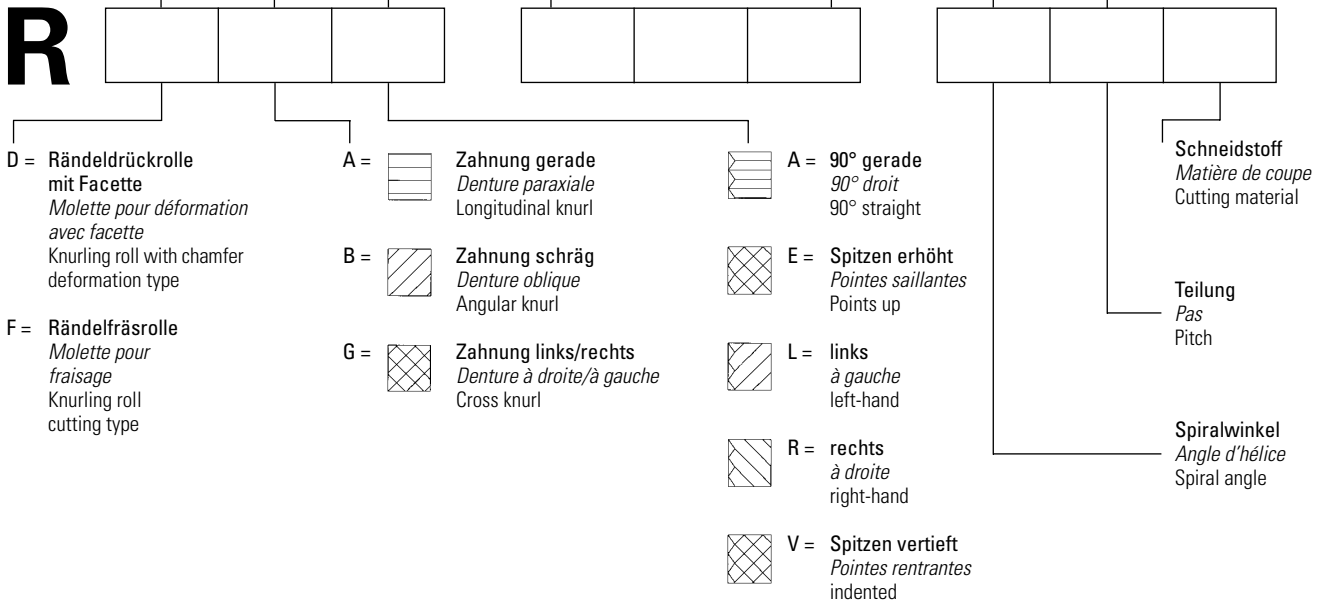 R
D = Rändeldrückrolle
mit Facette
Molette pour déformation
avec facette
Knurling roll with chamfer
deformation type
F = Rändelfräsrolle
Molette pour
fraisage
Knurling roll
cutting type
A = Zahnung gerade
Denture paraxiale
Longitudinal knurl
B = Zahnung schräg
Denture oblique
Angular knurl
G = Zahnung links/rechts
Denture à droite/à gauche
Cross knurl
A = 90° gerade
90° droit
90° straight
E = Spitzen erhöht
Pointes saillantes
Points up
L = links
à gauche
left-hand
R = rechts
à droite
right-hand
V = Spitzen vertieft
Pointes rentrantes
indented
Schneidstoff
Matière de coupe
Cutting material
Teilung
Pas
Pitch
Spiralwinkel
Angle d'hélice
Spiral angle